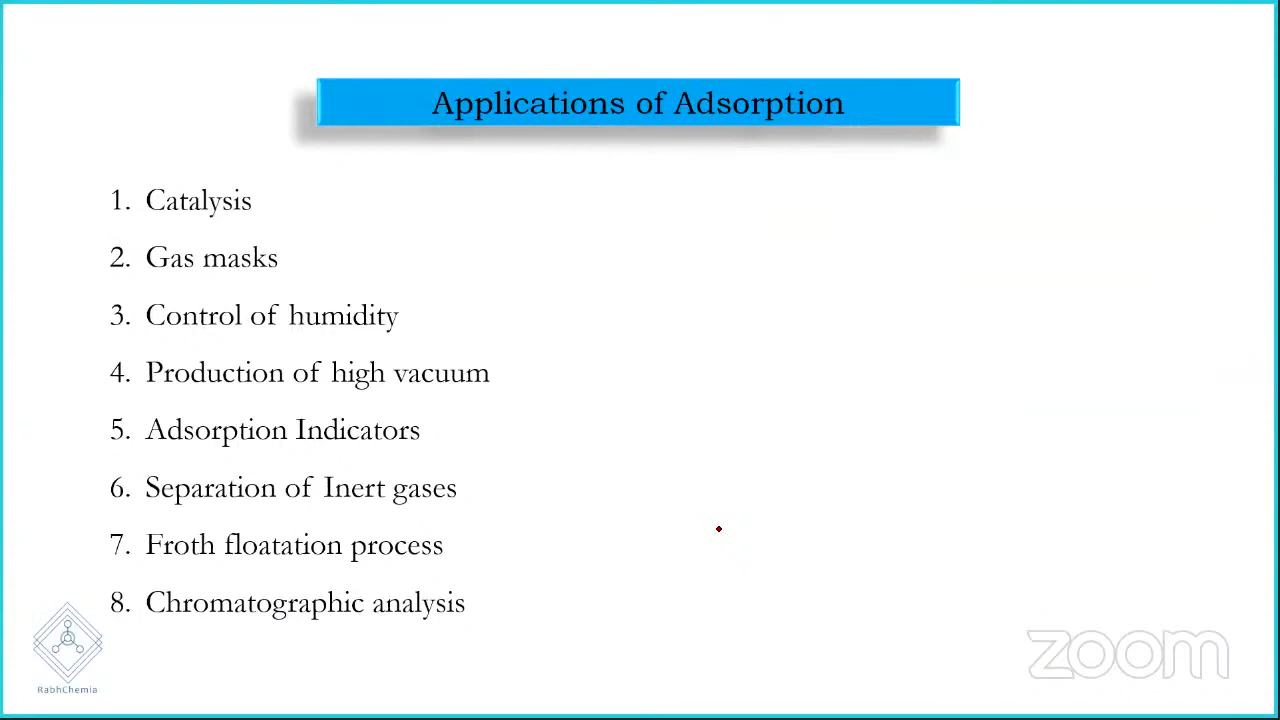 Applications of Adsorption
1. Catalysis
2. Gas masks
3. Control of humidity
4. Production of high vacuum
5. Adsorption Indicators
6. Separation of Inert gases
7. Froth floatation process
8. Chromatographic analysis
RabhChemia
zoom